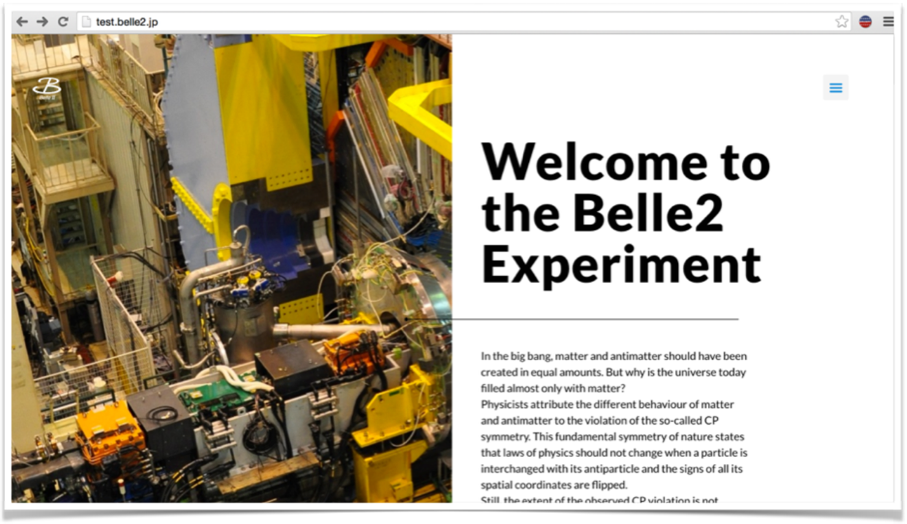 test.belle2.jp
Welcome to
the Belle2
Experiment
In the big bang, matter and antimatter should have been
created in equal amounts. But why is the universe today
filled almost only with matter?
Physicists attribute the different behaviour of matter
and antimatter to the violation of the so-called CP
symmetry. This fundamental symmetry of nature states
that laws of physics should not change when a particle is
interchanged with its antiparticle and the signs of all its
spatial coordinates are flipped.
Still, the extent of the observed CP violation is not